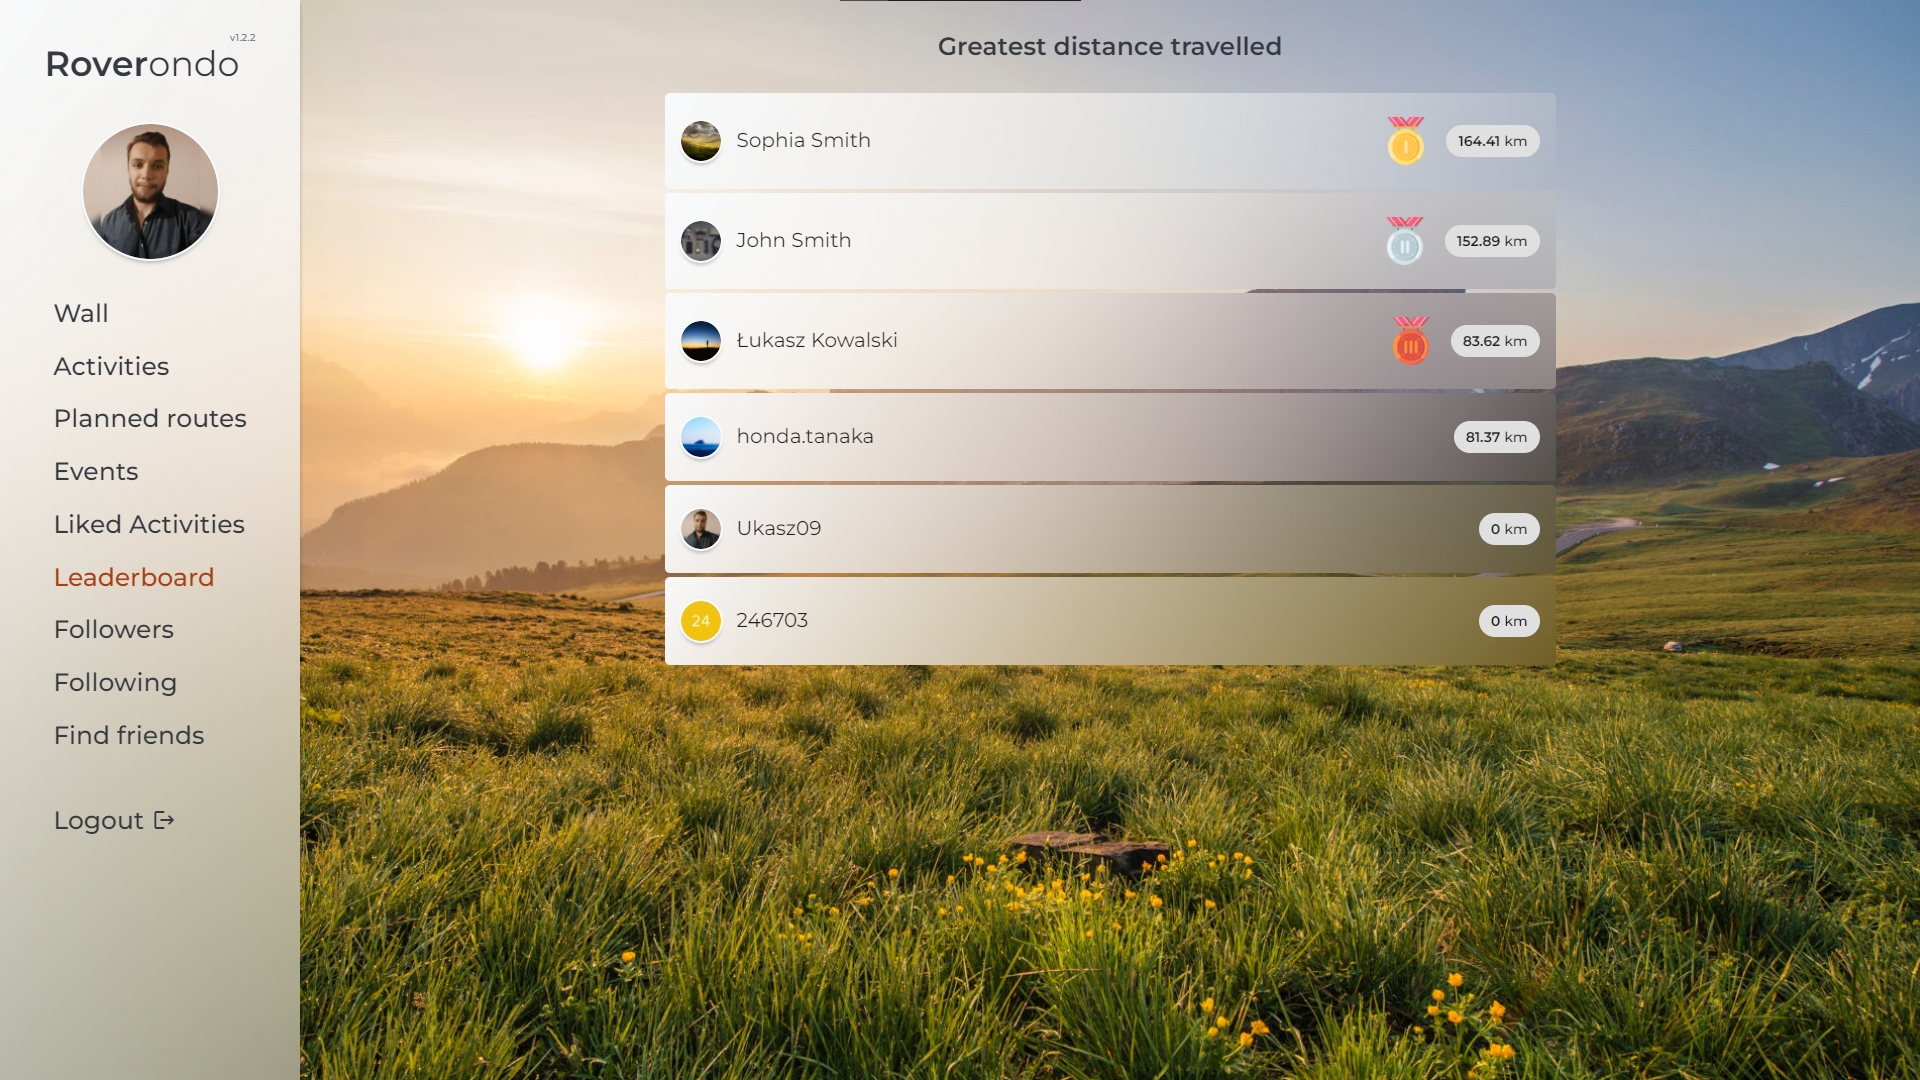 v1.2.2
Roverondo
Wall
Activities
Planned routes
Events
Liked Activities
Leaderboard
Followers
Following
Find friends
Logout
Greatest distance travelled
Sophia Smith I 164.41 km
John Smith II 152.89 km
Łukasz Kowalski III 83.62 km
honda.tanaka 81.37 km
Ukasz09 0 km
24 246703 0 km